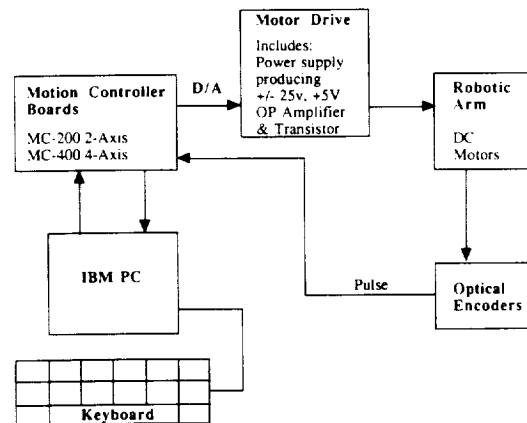 Motor Drive
Includes:
Power supply
producing
+/- 25v, +5V
OP Amplifier
& Transistor
Motion Controller
Boards
MC-200 2-Axis
MC-400 4-Axis
D/A
Robotic
Arm
DC
Motors
IBM PC
Pulse
Optical
Encoders
Keyboard